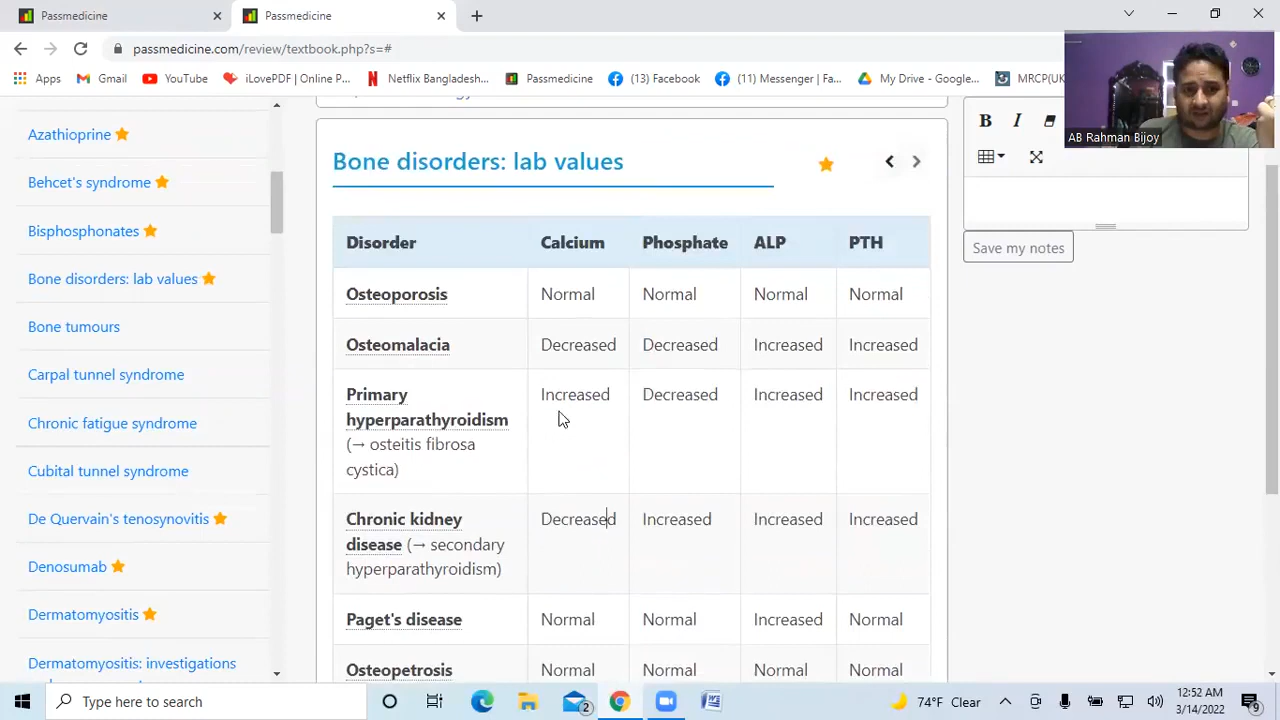 Passmedicine
Passmedicine
passmedicine.com/review/textbook.php?s=#
Apps
Gmail
YouTube
iLovePDF | Online P...
Netflix Bangladesh...
Passmedicine
(13) Facebook
(11) Messenger | Fa...
My Drive - Google...
MRCP(UK
AB Rahman Bijoy
Azathioprine
Behcet's syndrome
Bisphosphonates
Bone disorders: lab values
Bone tumours
Carpal tunnel syndrome
Chronic fatigue syndrome
Cubital tunnel syndrome
De Quervain's tenosynovitis
Denosumab
Dermatomyositis
Dermatomyositis: investigations
Bone disorders: lab values
Disorder Calcium Phosphate ALP PTH
Osteoporosis Normal Normal Normal Normal
Osteomalacia Decreased Decreased Increased Increased
Primary Increased Decreased Increased Increased
hyperparathyroidism
(→ osteitis fibrosa
cystica)
Chronic kidney Decreased Increased Increased Increased
disease (→ secondary
hyperparathyroidism)
Paget's disease Normal Normal Increased Normal
Osteopetrosis Normal Normal Normal Normal
B I
Save my notes
Type here to search
2
74°F Clear
12:52 AM
3/14/2022
9